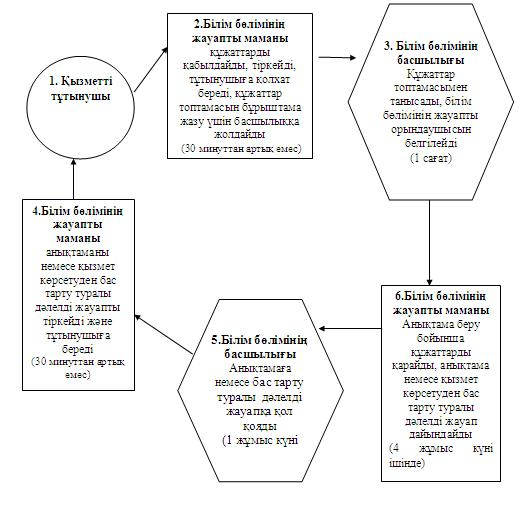 1. Қызметті
тұтынушы
2.Білім бөлімінің
жауапты маманы
құжаттарды
қабылдайды, тіркейді,
тұтынушыға қолхат
береді, құжаттар
топтамасын бұрыштама
жазу үшін басшылыққа
жолдайды
(30 минуттан артық емес)
3. Білім бөлімінің
басшылығы
Құжаттар
топтамасымен
танысады, білім
бөлімінің жауапты
орындаушысын
белгілейді
(1 сағат)
4.Білім бөлімінің
жауапты
маманы
анықтаманы
немесе қызмет
көрсетуден бас
тарту туралы
дәлелді жауапты
тіркейді және
тұтынушыға
береді
(30 минуттан артық
емес)
5.Білім бөлімінің
басшылығы
Анықтамаға
немесе бас тарту
туралы дәлелді
жауапқа қол
қояды
(1 жұмыс күні
6.Білім бөлімінің
жауапты маманы
Анықтама беру
бойынша
құжаттарды
қарайды, анықтама
немесе қызмет
көрсетуден бас
тарту туралы
дәлелді жауап
дайындайды
(4 жұмыс күні
ішінде)